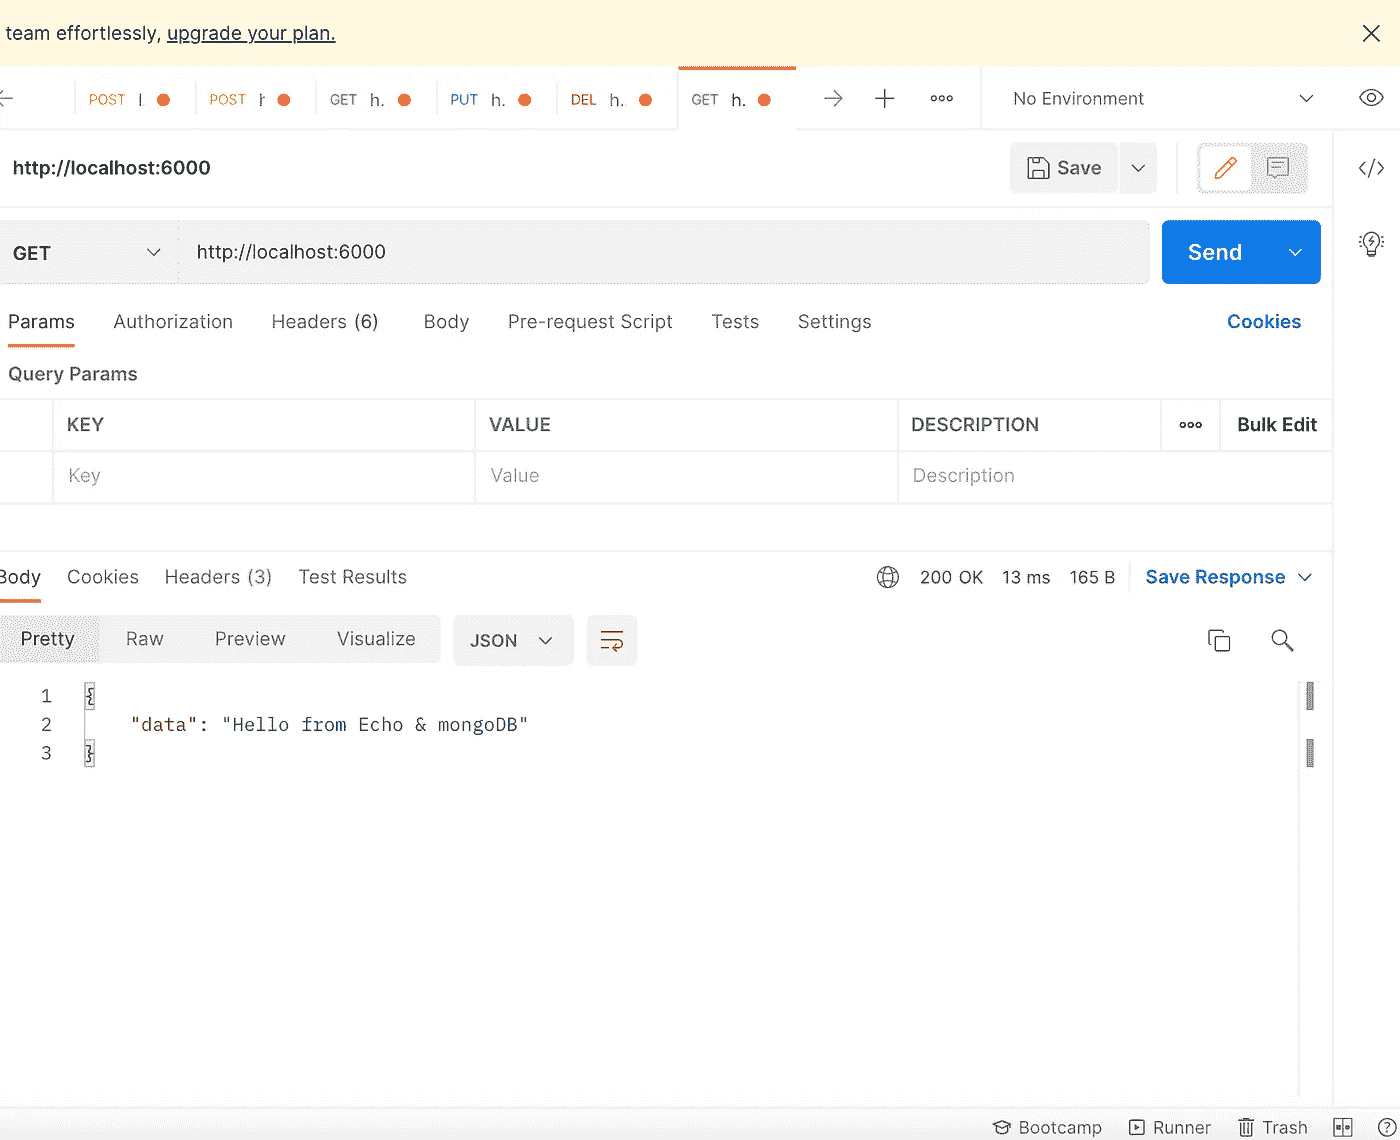 team effortlessly, upgrade your plan.
POST l. POST h GET h. PUT h. DEL h.. GET h. No Environment
http://localhost:6000 Save
GET http://localhost:6000 Send
Params Authorization Headers (6) Body Pre-request Script Tests Settings Cookies
Query Params
KEY VALUE DESCRIPTION Bulk Edit
Key Value Description
Body Cookies Headers (3) Test Results 200 OK 13 ms 165 B Save Response
Pretty Raw Preview Visualize JSON
1 {
2 "data": "Hello from Echo & mongoDB"
3 }
Bootcamp Runner Trash